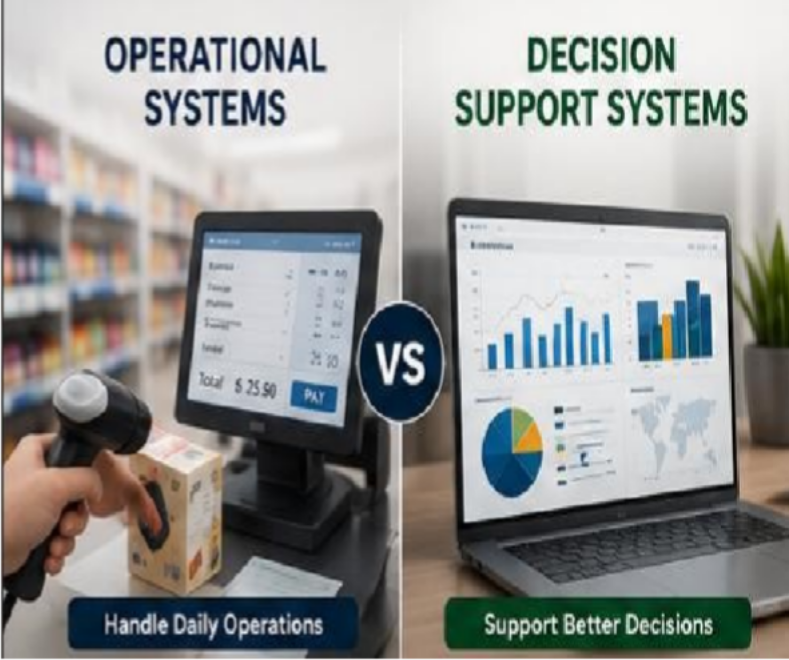 OPERATIONAL
SYSTEMS
Total $ 25.90
PAY
Handle Daily Operations
VS
DECISION
SUPPORT SYSTEMS
Support Better Decisions